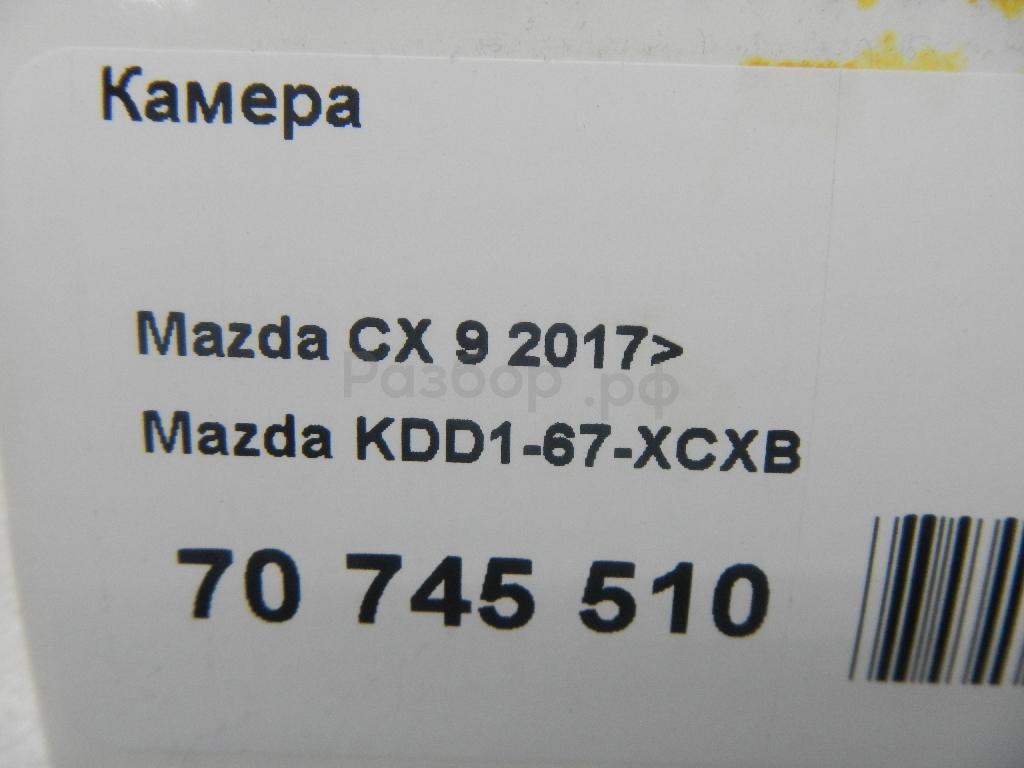 Камера
Mazda CX 9 2017>
Разбор.рф
Mazda KDD1-67-XCXB
70 745 510